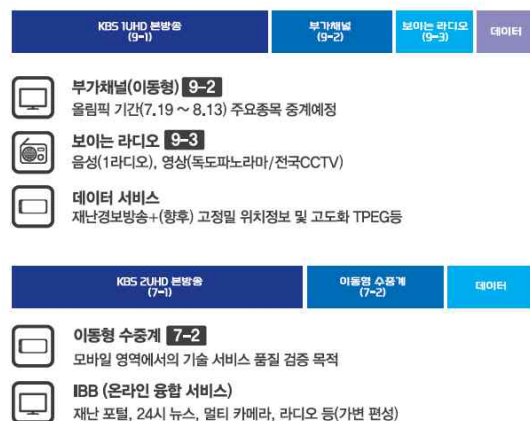 KBS 1UHD 본방송 부가채널 보이는 라디오 데이터
(9-1) (9-2) (9-3)
부가채널(이동형) 9-2
올림픽 기간(7.19 ~ 8.13) 주요종목 중계예정
보이는 라디오 9-3
음성(1라디오), 영상(독도파노라마/전국CCTV)
데이터 서비스
재난경보방송+(향후) 고정밀 위치정보 및 고도화 TPEG등
KBS 2UHD 본방송 이동형 수중계 데이터
(7-1) (7-2)
이동형 수중계 7-2
모바일 영역에서의 기술 서비스 품질 검증 목적
IBB (온라인 융합 서비스)
재난 포털, 24시 뉴스, 멀티 카메라, 라디오 등(가변 편성)